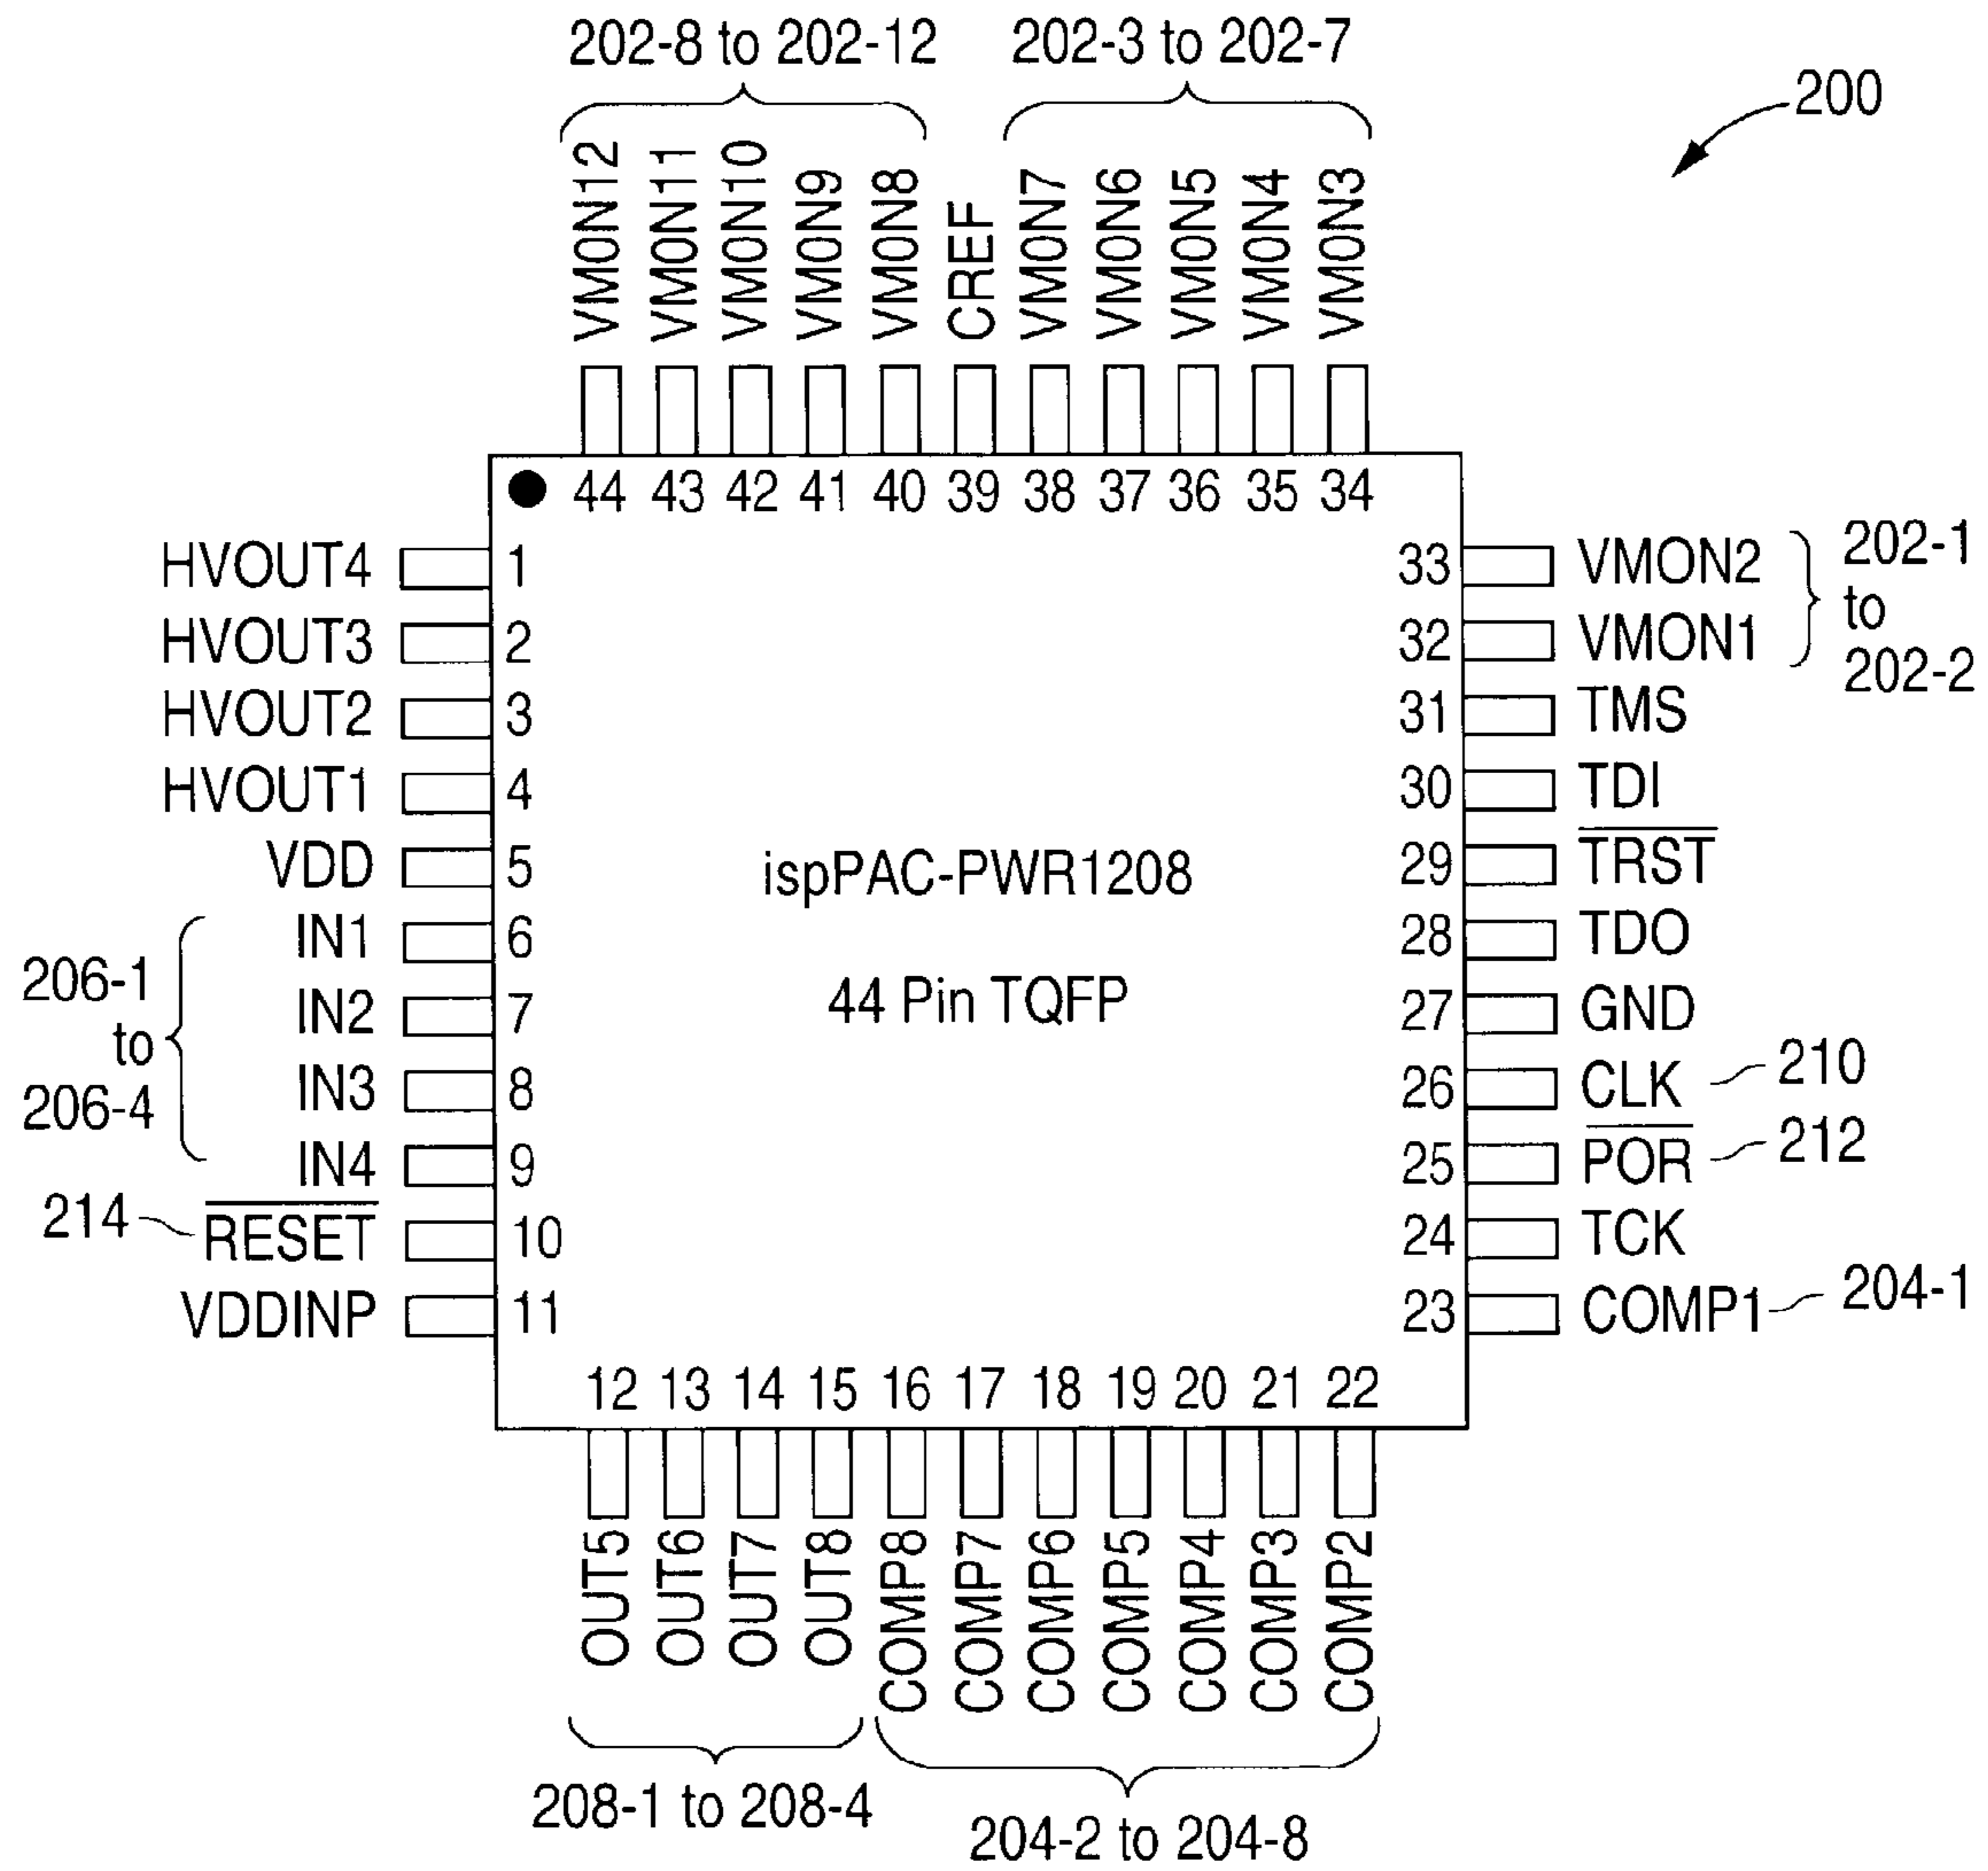 202-8 to 202-12
202-3 to 202-7
200
VMON12
VMON11
VMON10
VMON9
VMON8
CREF
VMON7
VMON6
VMON5
VMON4
VMON3
44 43 42 41 40 39 38 37 36 35 34
HVOUT4 1
HVOUT3 2
HVOUT2 3
HVOUT1 4
VDD 5
IN1 6
IN2 7
IN3 8
IN4 9
RESET 10
VDDINP 11
206-1
to
206-4
214
ispPAC-PWR1208
44 Pin TQFP
33 VMON2
32 VMON1
31 TMS
30 TDI
29 TRST
28 TDO
27 GND
26 CLK
25 POR
24 TCK
23 COMP1
202-1
to
202-2
210
212
204-1
12 13 14 15 16 17 18 19 20 21 22
OUT5
OUT6
OUT7
OUT8
COMP8
COMP7
COMP6
COMP5
COMP4
COMP3
COMP2
208-1 to 208-4
204-2 to 204-8